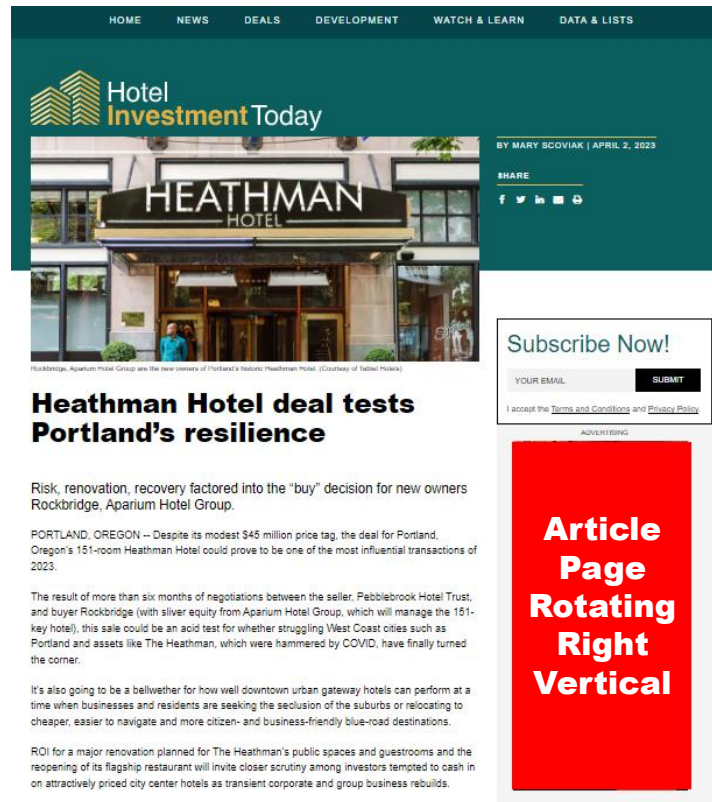 HOME NEWS DEALS DEVELOPMENT WATCH & LEARN DATA & LISTS
Hotel
Investment Today
HEATHMAN
HOTEL
BY MARY SCOVIAK | APRIL 2, 2023
SHARE
Rockbridge, Aparium Hotel Group are the new owners of Portland's historic Heathman Hotel. (Courtesy of Tablet Hotels)
Heathman Hotel deal tests
Portland's resilience
Risk, renovation, recovery factored into the "buy" decision for new owners
Rockbridge, Aparium Hotel Group.
PORTLAND, OREGON -- Despite its modest $45 million price tag, the deal for Portland,
Oregon's 151-room Heathman Hotel could prove to be one of the most influential transactions of
2023.
The result of more than six months of negotiations between the seller, Pebblebrook Hotel Trust,
and buyer Rockbridge (with sliver equity from Aparium Hotel Group, which will manage the 151-
key hotel), this sale could be an acid test for whether struggling West Coast cities such as
Portland and assets like The Heathman, which were hammered by COVID, have finally turned
the corner.
It's also going to be a bellwether for how well downtown urban gateway hotels can perform at a
time when businesses and residents are seeking the seclusion of the suburbs or relocating to
cheaper, easier to navigate and more citizen- and business-friendly blue-road destinations.
ROI for a major renovation planned for The Heathman's public spaces and guestrooms and the
reopening of its flagship restaurant will invite closer scrutiny among investors tempted to cash in
on attractively priced city center hotels as transient corporate and group business rebuilds.
Subscribe Now!
YOUR EMAIL SUBMIT
I accept the Terms and Conditions and Privacy Policy.
ADVERTISING
Article
Page
Rotating
Right
Vertical